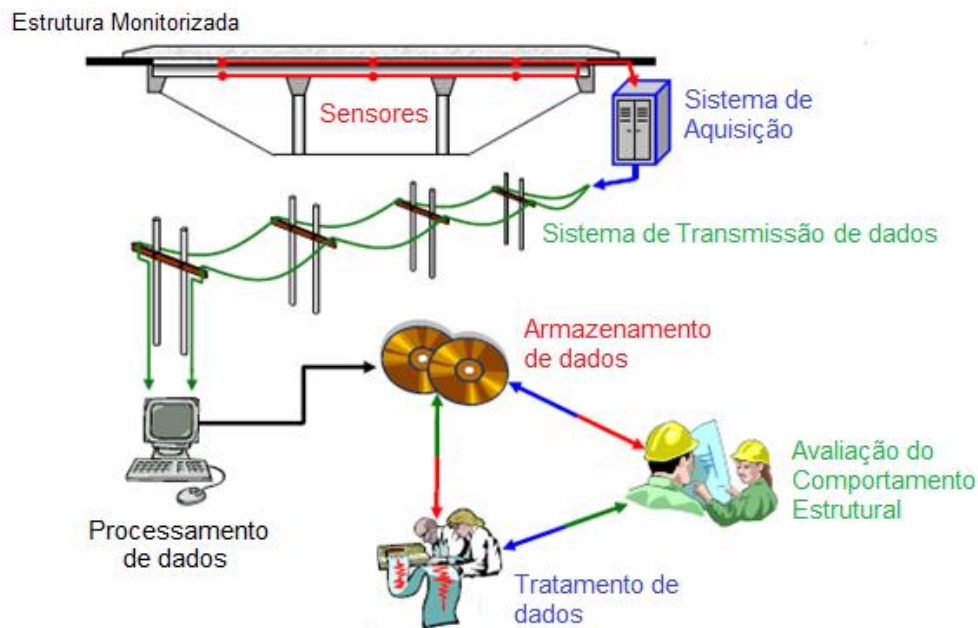 Estrutura Monitorizada
Sensores
Sistema de
Aquisição
Sistema de Transmissão de dados
Armazenamento
de dados
Avaliação do
Comportamento
Estrutural
Processamento
de dados
Tratamento de
dados